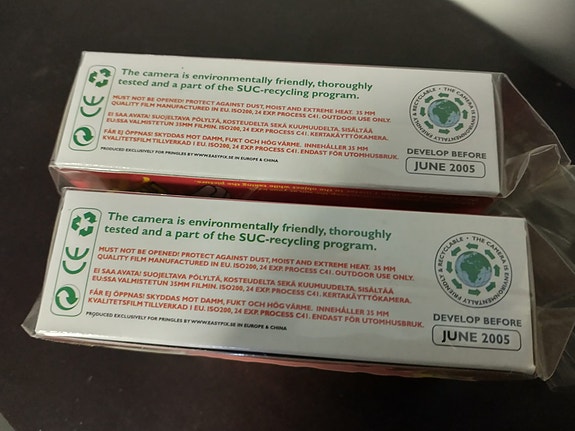 The camera is environmentally friendly, thoroughly
tested and a part of the SUC-recycling program.
MUST NOT BE OPENED! PROTECT AGAINST DUST, MOIST AND EXTREME HEAT. 35 MM
QUALITY FILM MANUFACTURED IN EU. ISO200, 24 EXP. PROCESS C41. OUTDOOR USE ONLY.
EI SAA AVATA! SUOJELTAVA PÖLYLTÄ, KOSTEUDELTA SEKÄ KUUMUUDELTA. SISÄLTÄÄ
EU:SSA VALMISTETUN 35MM FILMIN. ISO200, 24 EXP. PROCESS C41. KERTAKÄYTTÖKAMERA.
FÅR EJ ÖPPNAS! SKYDDAS MOT DAMM, FUKT OCH HÖG VÄRME. INNEHÅLLER 35 MM
KVALITETSFILM TILLVERKAD I EU. ISO200, 24 EXP. PROCESS C41. ENDAST FÖR UTOMHUSBRUK.
PRODUCED EXCLUSIVELY FOR PRINGLES BY WWW.EASYFIX.SE IN EUROPE & CHINA
CE
• THE CAMERA IS ENVIRONMENTALLY FRIENDLY & RECYCLABLE
DEVELOP BEFORE
JUNE 2005
The camera is environmentally friendly, thoroughly
tested and a part of the SUC-recycling program.
MUST NOT BE OPENED! PROTECT AGAINST DUST, MOIST AND EXTREME HEAT. 35 MM
QUALITY FILM MANUFACTURED IN EU. ISO200, 24 EXP. PROCESS C41. OUTDOOR USE ONLY.
EI SAA AVATA! SUOJELTAVA PÖLYLTÄ, KOSTEUDELTA SEKÄ KUUMUUDELTA. SISÄLTÄÄ
EU:SSA VALMISTETUN 35MM FILMIN. ISO200, 24 EXP. PROCESS C41. KERTAKÄYTTÖKAMERA.
FÅR EJ ÖPPNAS! SKYDDAS MOT DAMM, FUKT OCH HÖG VÄRME. INNEHÅLLER 35 MM
KVALITETSFILM TILLVERKAD I EU. ISO200, 24 EXP. PROCESS C41. ENDAST FÖR UTOMHUSBRUK.
PRODUCED EXCLUSIVELY FOR PRINGLES BY WWW.EASYFIX.SE IN EUROPE & CHINA
CE
• THE CAMERA IS ENVIRONMENTALLY FRIENDLY & RECYCLABLE
DEVELOP BEFORE
JUNE 2005